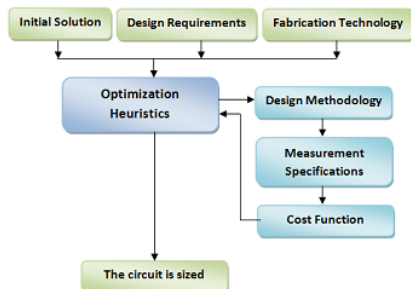 Initial Solution
Design Requirements
Fabrication Technology
Optimization
Heuristics
Design Methodology
Measurement
Specifications
Cost Function
The circuit is sized